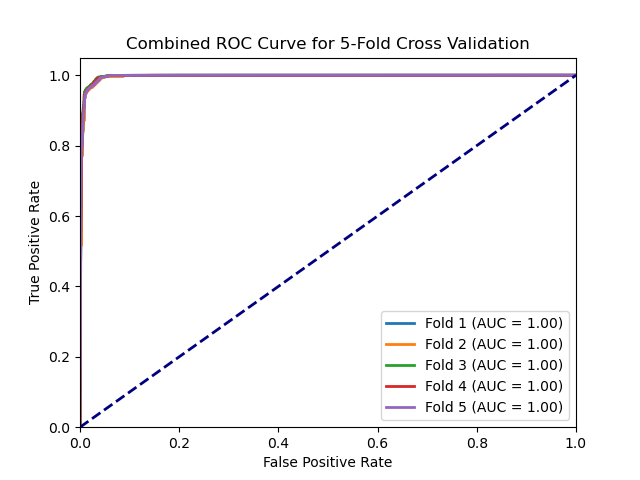 Combined ROC Curve for 5-Fold Cross Validation
1.0
0.8
0.6
0.4
0.2
0.0
True Positive Rate
Fold 1 (AUC = 1.00)
Fold 2 (AUC = 1.00)
Fold 3 (AUC = 1.00)
Fold 4 (AUC = 1.00)
Fold 5 (AUC = 1.00)
0.0 0.2 0.4 0.6 0.8 1.0
False Positive Rate